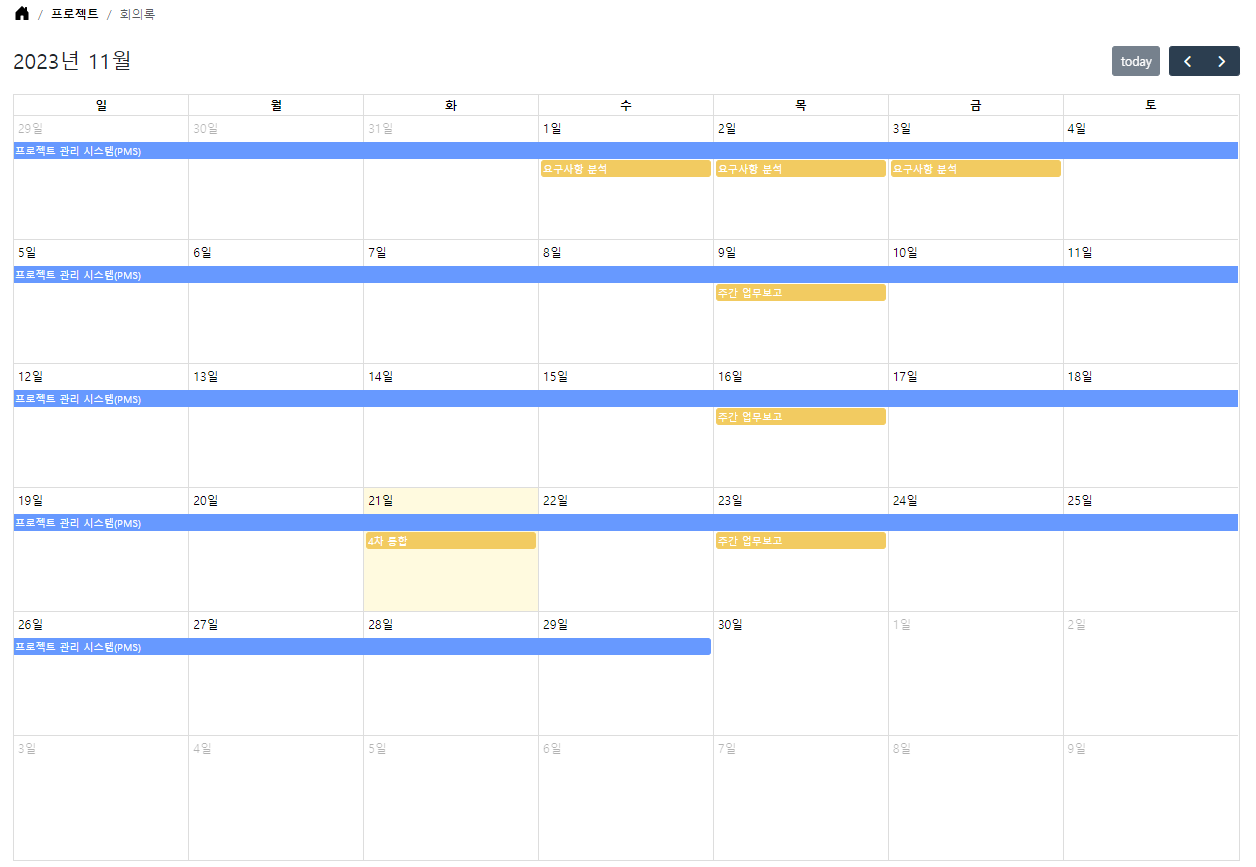 / 프로젝트 / 회의록
2023년 11월
today
일 월 화 수 목 금 토
29일 30일 31일 1일 2일 3일 4일
프로젝트 관리 시스템(PMS)
요구사항 분석 요구사항 분석 요구사항 분석
5일 6일 7일 8일 9일 10일 11일
프로젝트 관리 시스템(PMS)
주간 업무보고
12일 13일 14일 15일 16일 17일 18일
프로젝트 관리 시스템(PMS)
주간 업무보고
19일 20일 21일 22일 23일 24일 25일
프로젝트 관리 시스템(PMS)
4차 통합 주간 업무보고
26일 27일 28일 29일 30일 1일 2일
프로젝트 관리 시스템(PMS)
3일 4일 5일 6일 7일 8일 9일